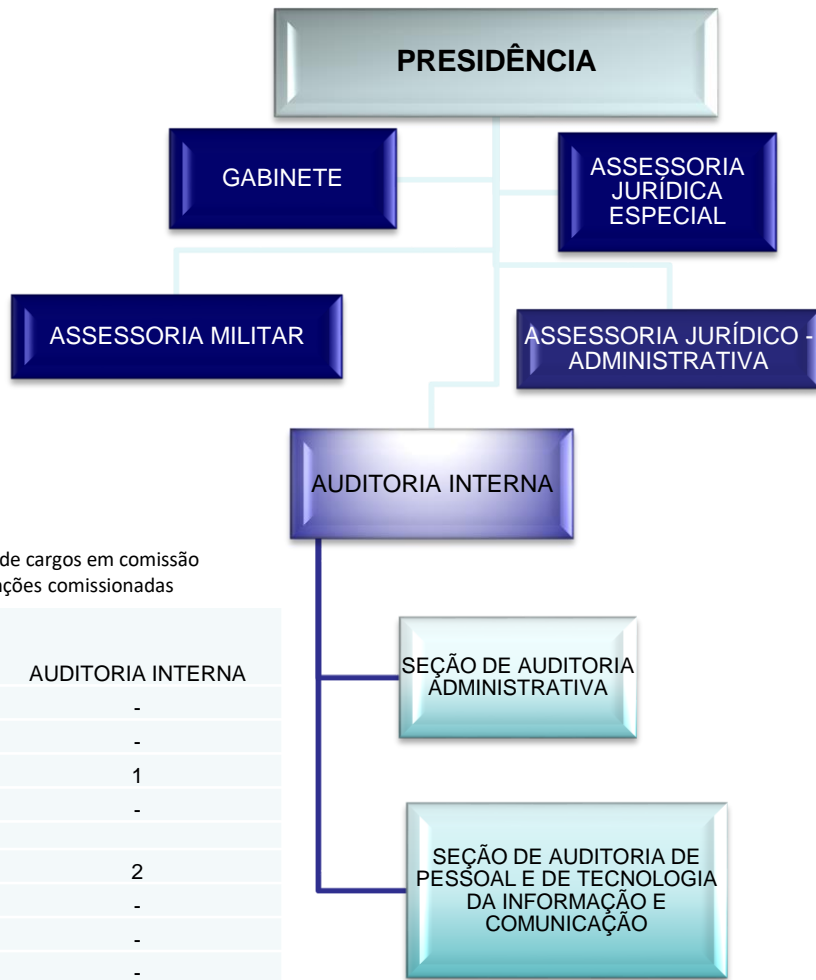 PRESIDÊNCIA
GABINETE
ASSESSORIA
JURÍDICA
ESPECIAL
ASSESSORIA MILITAR
ASSESSORIA JURÍDICO -
ADMINISTRATIVA
AUDITORIA INTERNA
de cargos em comissão
ções comissionadas
AUDITORIA INTERNA
-
-
1
-
2
-
-
-
SEÇÃO DE AUDITORIA
ADMINISTRATIVA
SEÇÃO DE AUDITORIA DE
PESSOAL E DE TECNOLOGIA
DA INFORMAÇÃO E
COMUNICAÇÃO